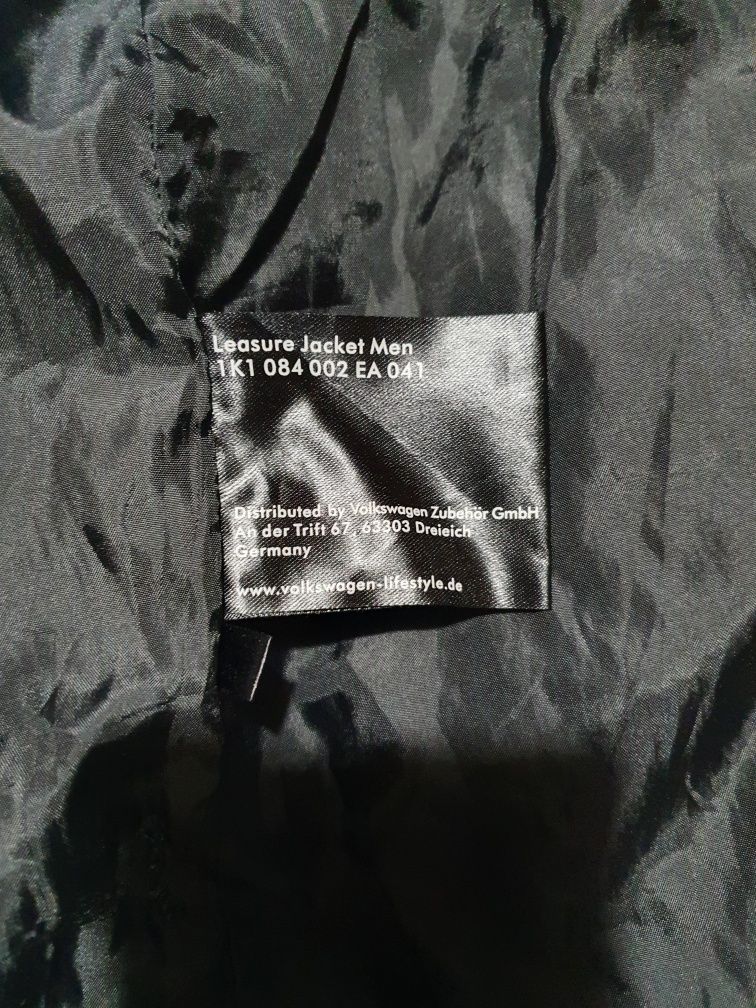 Leasure Jacket Men
1K1 084 002 EA 041
Distributed by Volkswagen Zubehör GmbH
An der Trift 67, 63303 Dreieich
Germany
www.volkswagen-lifestyle.de